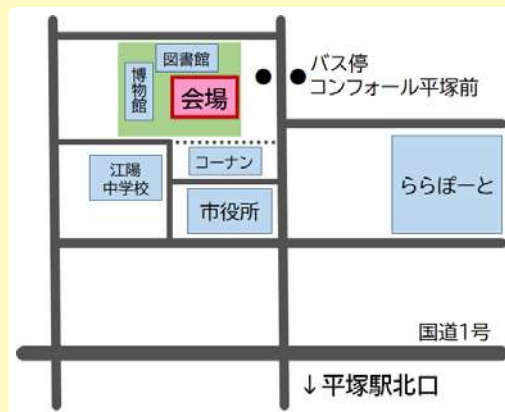 図書館
博物館
会場
バス停
コンフォール平塚前
江陽
中学校
コーナン
市役所
ららぽーと
国道1号
↓平塚駅北口